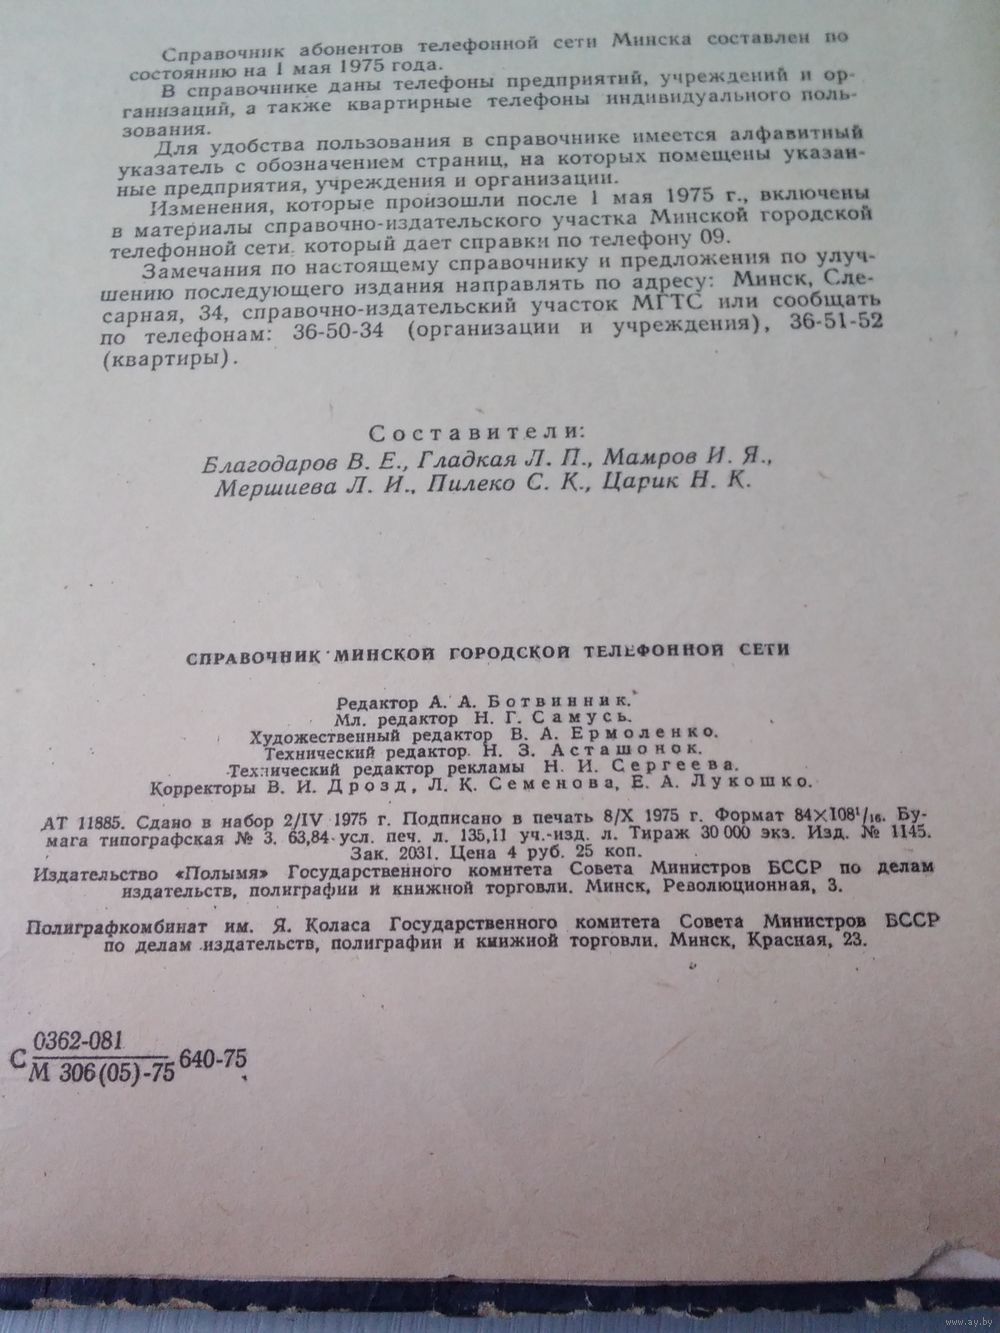 Справочник абонентов телефонной сети Минска составлен по
состоянию на 1 мая 1975 года.
В справочнике даны телефоны предприятий, учреждений и ор-
ганизаций, а также квартирные телефоны индивидуального поль-
зования.
Для удобства пользования в справочнике имеется алфавитный
указатель с обозначением страниц, на которых помещены указан-
ные предприятия, учреждения и организации.
Изменения, которые произошли после 1 мая 1975 г., включены
в материалы справочно-издательского участка Минской городской
телефонной сети, который дает справки по телефону 09.
Замечания по настоящему справочнику и предложения по улуч-
шению последующего издания направлять по адресу: Минск, Сле-
сарная, 34, справочно-издательский участок МГТС или сообщать
по телефонам: 36-50-34 (организации и учреждения), 36-51-52
(квартиры).
Составители:
Благодаров В. Е., Гладкая Л. П., Мамров И. Я.,
Мершиева Л. И., Пилеко С. К., Царик Н. К.
СПРАВОЧНИК МИНСКОЙ ГОРОДСКОЙ ТЕЛЕФОННОЙ СЕТИ
Редактор А. А. Ботвинник.
Мл. редактор Н. Г. Самусь.
Художественный редактор В. А. Ермоленко.
Технический редактор Н. З. Асташонок.
Технический редактор рекламы Н. И. Сергеева.
Корректоры В. И. Дрозд, Л. К. Семенова, Е. А. Лукошко.
АТ 11885. Сдано в набор 2/IV 1975 г. Подписано в печать 8/X 1975 г. Формат 84×108¹/₁₆. Бу-
мага типографская № 3. 63,84 усл. печ. л. 135,11 уч.-изд. л. Тираж 30 000 экз. Изд. № 1145.
Зак. 2031. Цена 4 руб. 25 коп.
Издательство «Полымя» Государственного комитета Совета Министров БССР по делам
издательств, полиграфии и книжной торговли. Минск, Революционная, 3.
Полиграфкомбинат им. Я. Коласа Государственного комитета Совета Министров БССР
по делам издательств, полиграфии и книжной торговли. Минск, Красная, 23.
С 0362-081
М 306(05)-75 640-75
www.ay.by